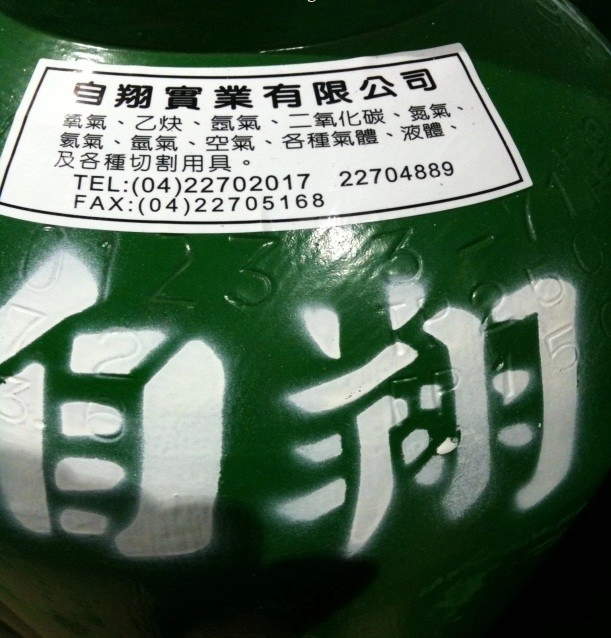 自翔實業有限公司
氧氣、乙炔、氬氣、二氧化碳、氮氣、
氨氣、氫氣、空氣、各種氣體、液體、
及各種切割用具。
TEL:(04)22702017 22704889
FAX:(04)22705168
自翔